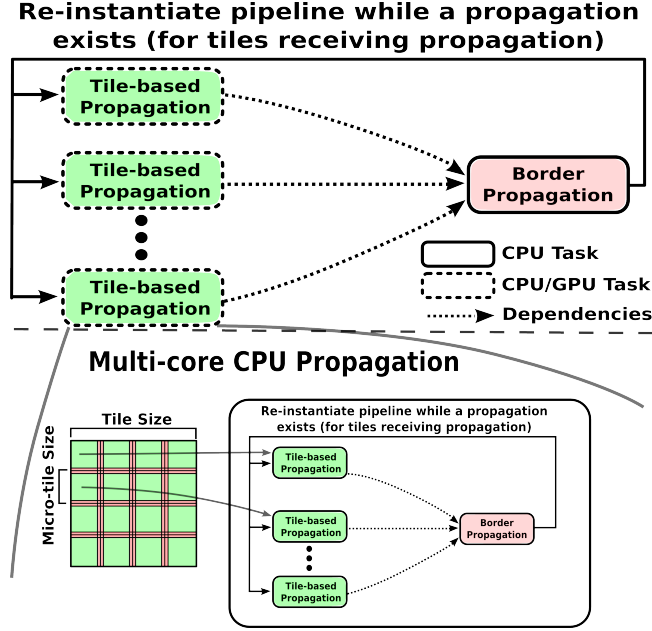 Re-instantiate pipeline while a propagation
exists (for tiles receiving propagation)
Tile-based
Propagation
Tile-based
Propagation
Border
Propagation
Tile-based
Propagation
CPU Task
CPU/GPU Task
Dependencies
Multi-core CPU Propagation
Tile Size
Micro-tile Size
Re-instantiate pipeline while a propagation
exists (for tiles receiving propagation)
Tile-based
Propagation
Tile-based
Propagation
Border
Propagation
Tile-based
Propagation